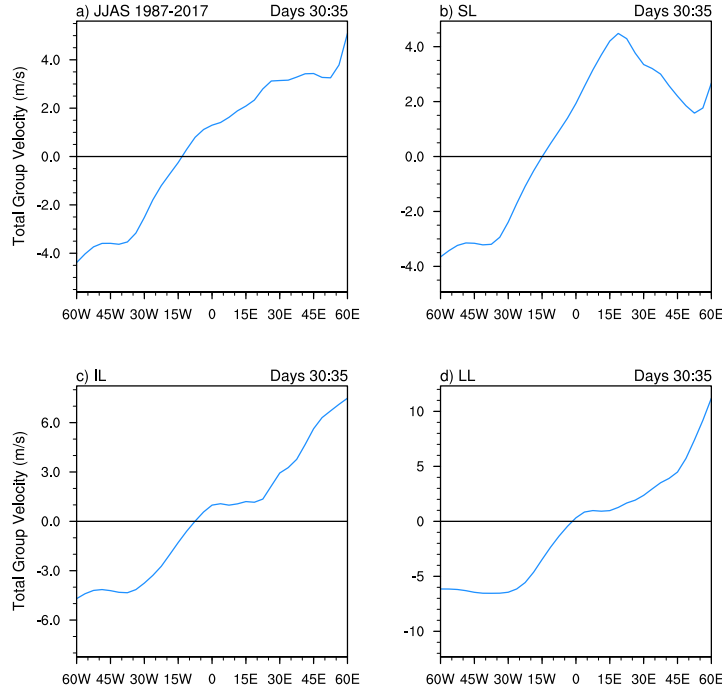 a) JJAS 1987-2017 Days 30:35
Total Group Velocity (m/s)
4.0
2.0
0.0
-2.0
-4.0
60W 45W 30W 15W 0 15E 30E 45E 60E
b) SL Days 30:35
4.0
2.0
0.0
-2.0
-4.0
60W 45W 30W 15W 0 15E 30E 45E 60E
c) IL Days 30:35
Total Group Velocity (m/s)
6.0
3.0
0.0
-3.0
-6.0
60W 45W 30W 15W 0 15E 30E 45E 60E
d) LL Days 30:35
10
5
0
-5
-10
60W 45W 30W 15W 0 15E 30E 45E 60E